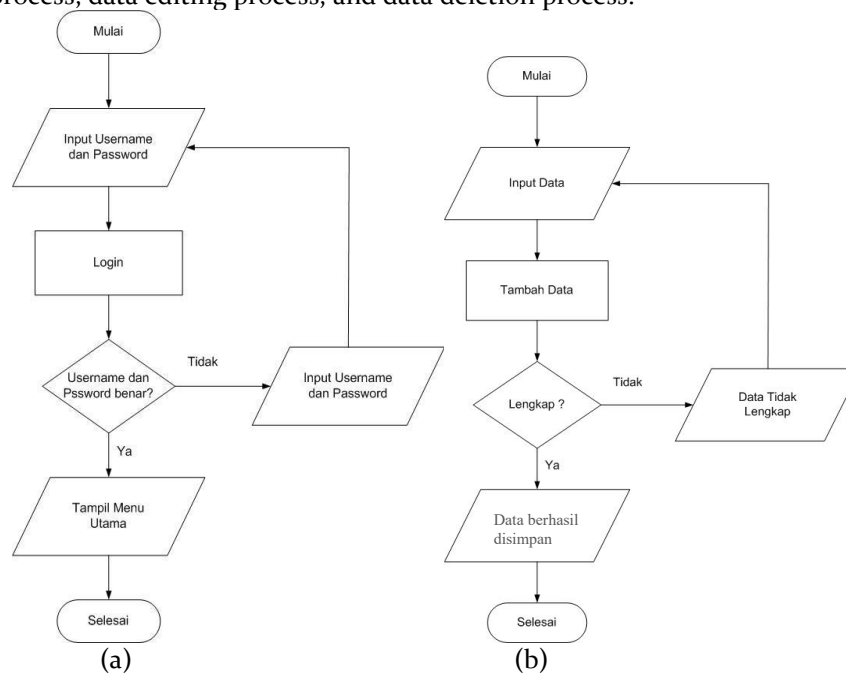 process, data editing process, and data deletion process.
Mulai
Input Username
dan Password
Login
Username dan
Pssword benar?
Tidak
Input Username
dan Password
Ya
Tampil Menu
Utama
Selesai
(a)
Mulai
Input Data
Tambah Data
Lengkap ?
Tidak
Data Tidak
Lengkap
Ya
Data berhasil
disimpan
Selesai
(b)